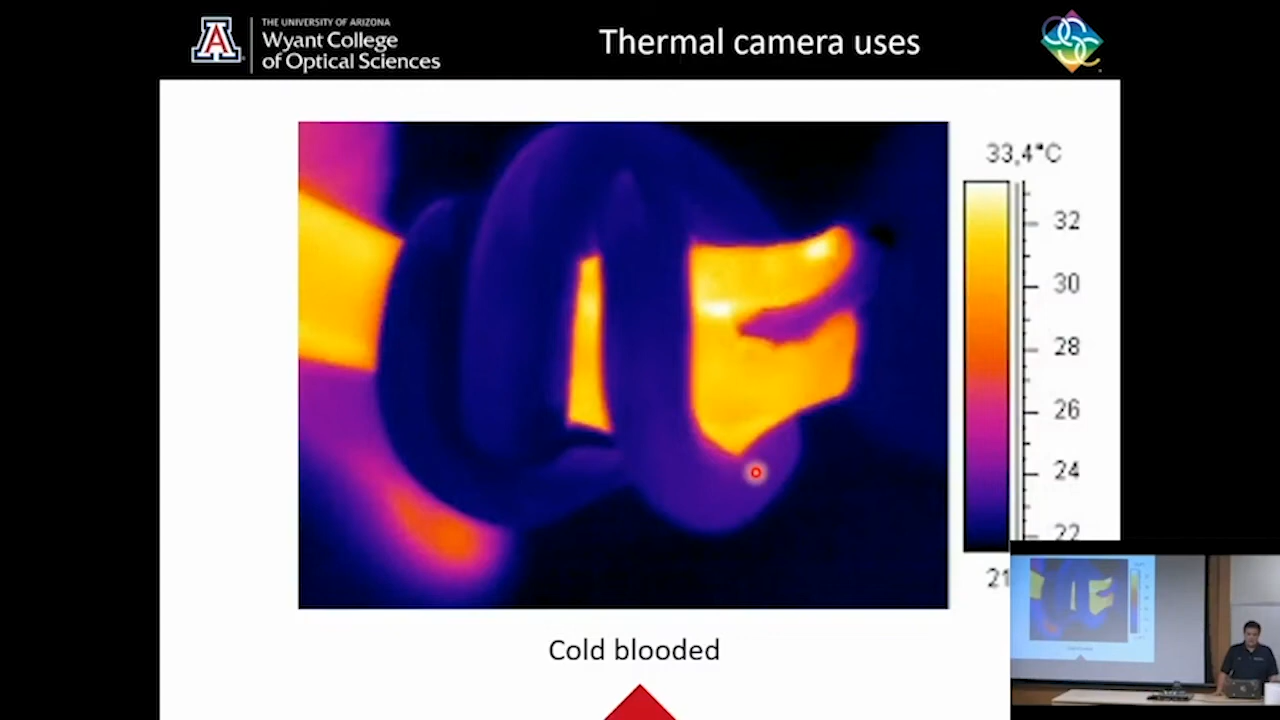 THE UNIVERSITY OF ARIZONA
Wyant College
of Optical Sciences
Thermal camera uses
A
33,4°C
32
30
28
26
24
22
21
Cold blooded